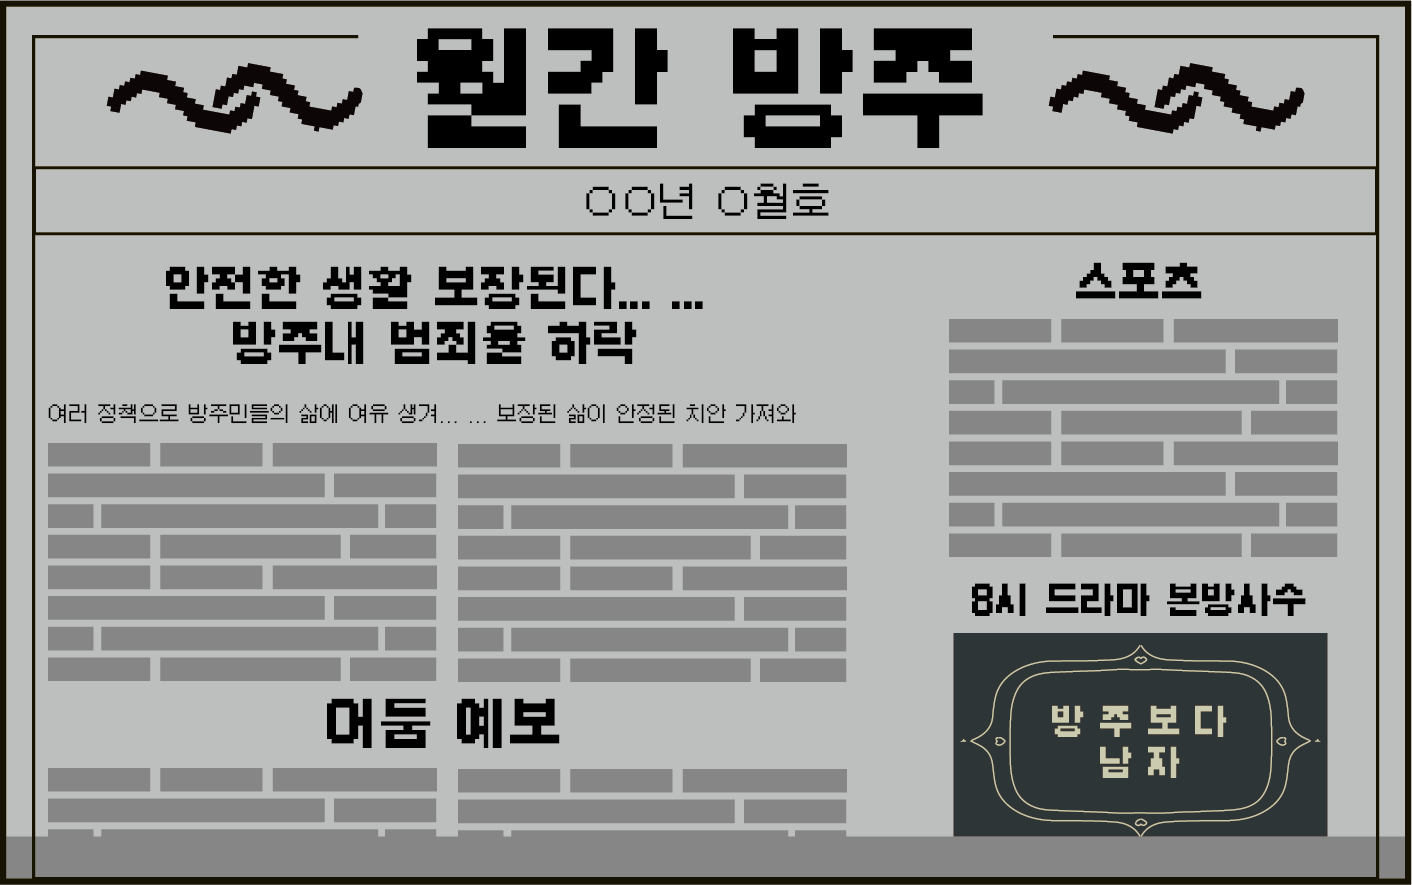 월간 방주
○○년 ○월호
안전한 생활 보장된다... ...
방주내 범죄율 하락
여러 정책으로 방주민들의 삶에 여유 생겨... ... 보장된 삶이 안정된 치안 가져와
어둠 예보
스포츠
8시 드라마 본방사수
방주보다
남자